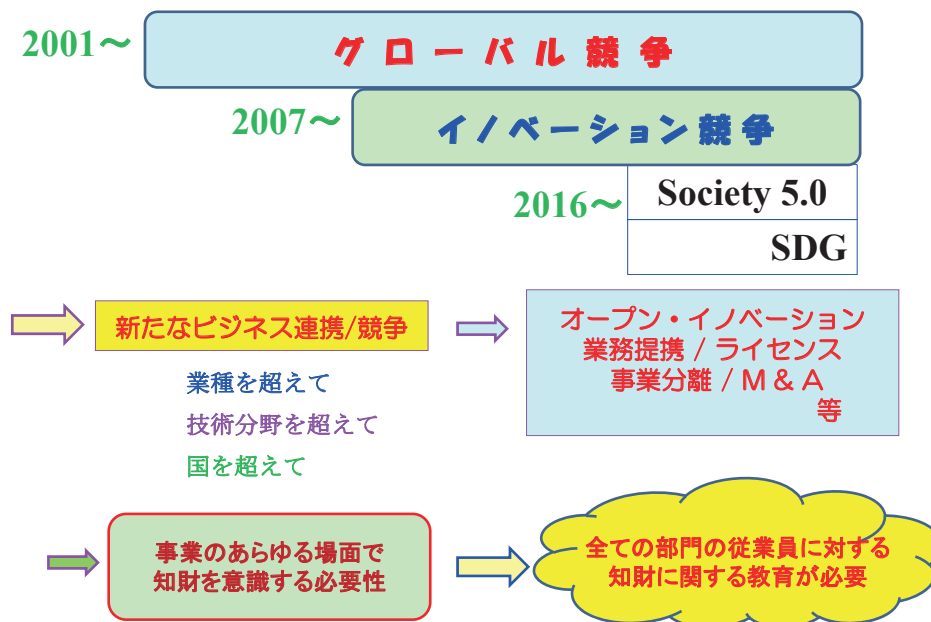 2001～
グローバル競争
2007～
イノベーション競争
2016～
Society 5.0
SDG
新たなビジネス連携/競争
業種を超えて
技術分野を超えて
国を超えて
オープン・イノベーション
業務提携 / ライセンス
事業分離 / M & A
等
事業のあらゆる場面で
知財を意識する必要性
全ての部門の従業員に対する
知財に関する教育が必要